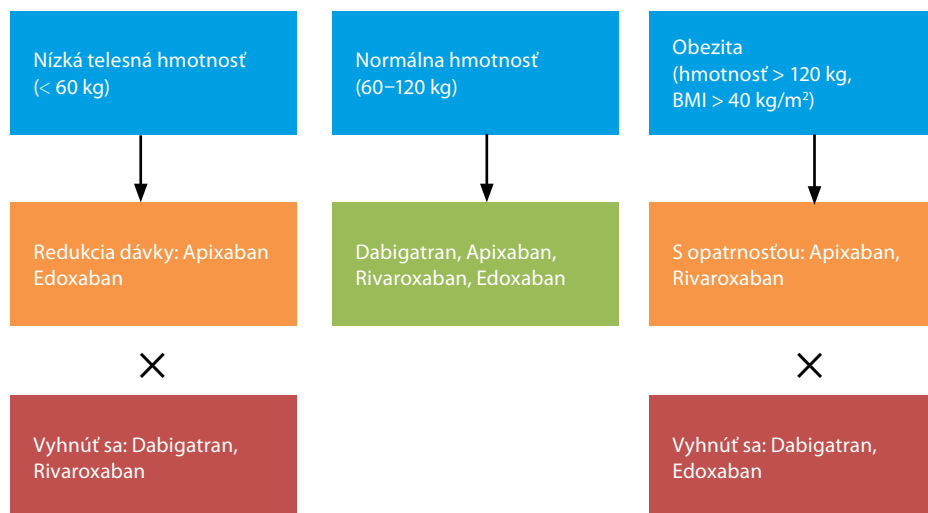 Nízká telesná hmotnosť
(< 60 kg)
Normálna hmotnosť
(60–120 kg)
Obezita
(hmotnosť > 120 kg,
BMI > 40 kg/m²)
Redukcia dávky: Apixaban
Edoxaban
Dabigatran, Apixaban,
Rivaroxaban, Edoxaban
S opatrnosťou: Apixaban,
Rivaroxaban
Vyhnúť sa: Dabigatran,
Rivaroxaban
Vyhnúť sa: Dabigatran,
Edoxaban